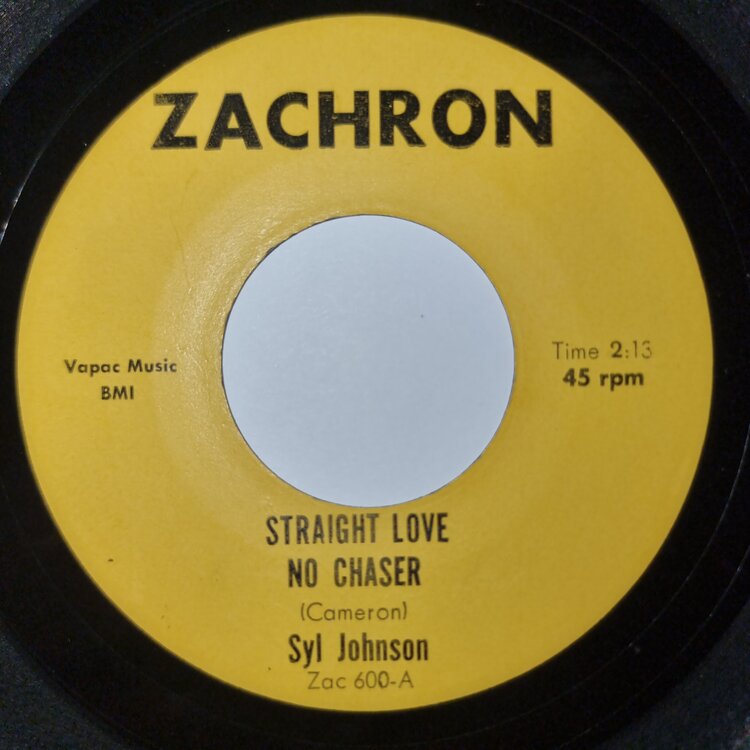 ZACHRON
Vapac Music
BMI
Time 2:13
45 rpm
STRAIGHT LOVE
NO CHASER
(Cameron)
Syl Johnson
Zac 600-A